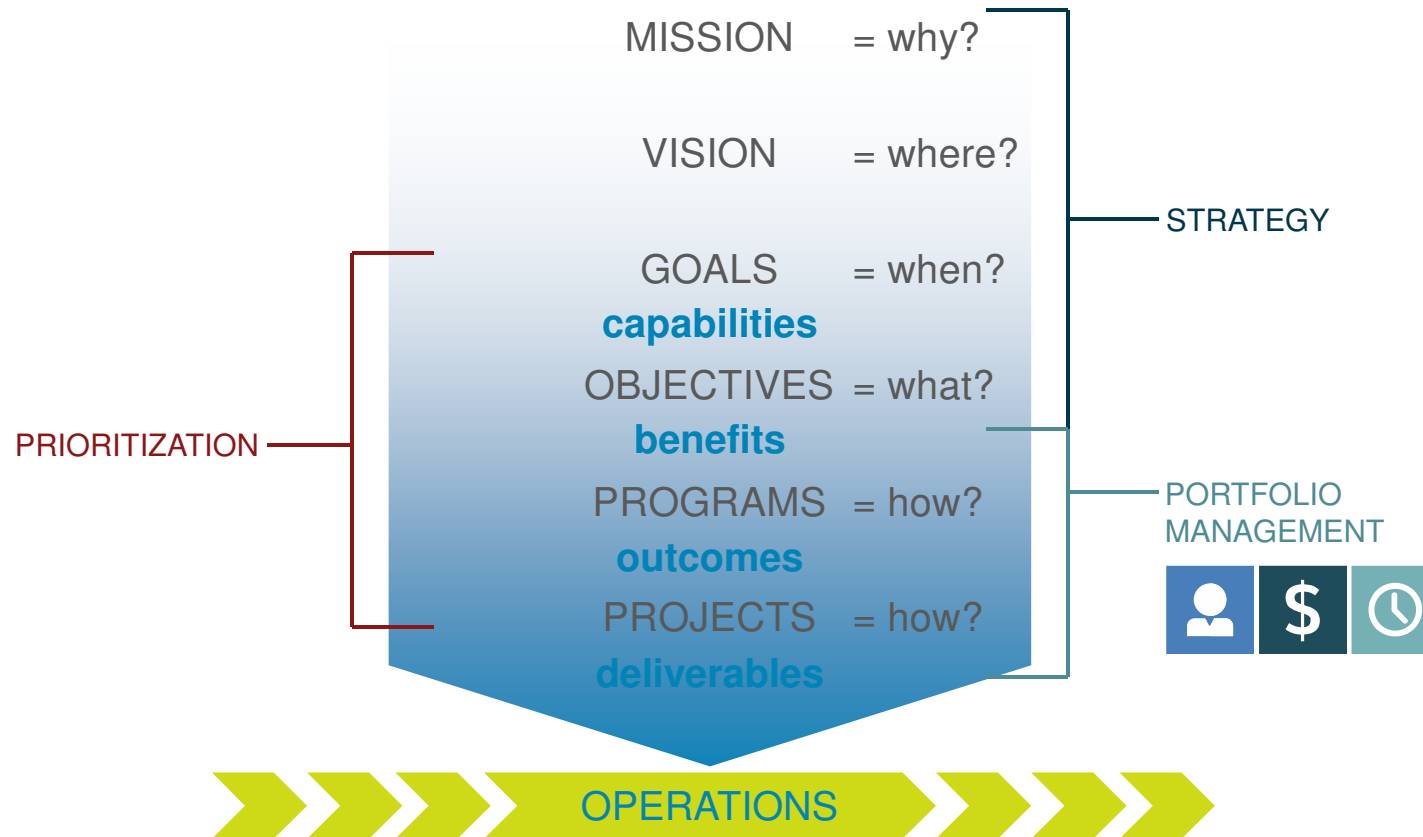 MISSION = why?
VISION = where?
STRATEGY
GOALS = when?
capabilities
OBJECTIVES = what?
PRIORITIZATION
benefits
PROGRAMS = how?
PORTFOLIO
MANAGEMENT
outcomes
$
PROJECTS = how?
deliverables
OPERATIONS